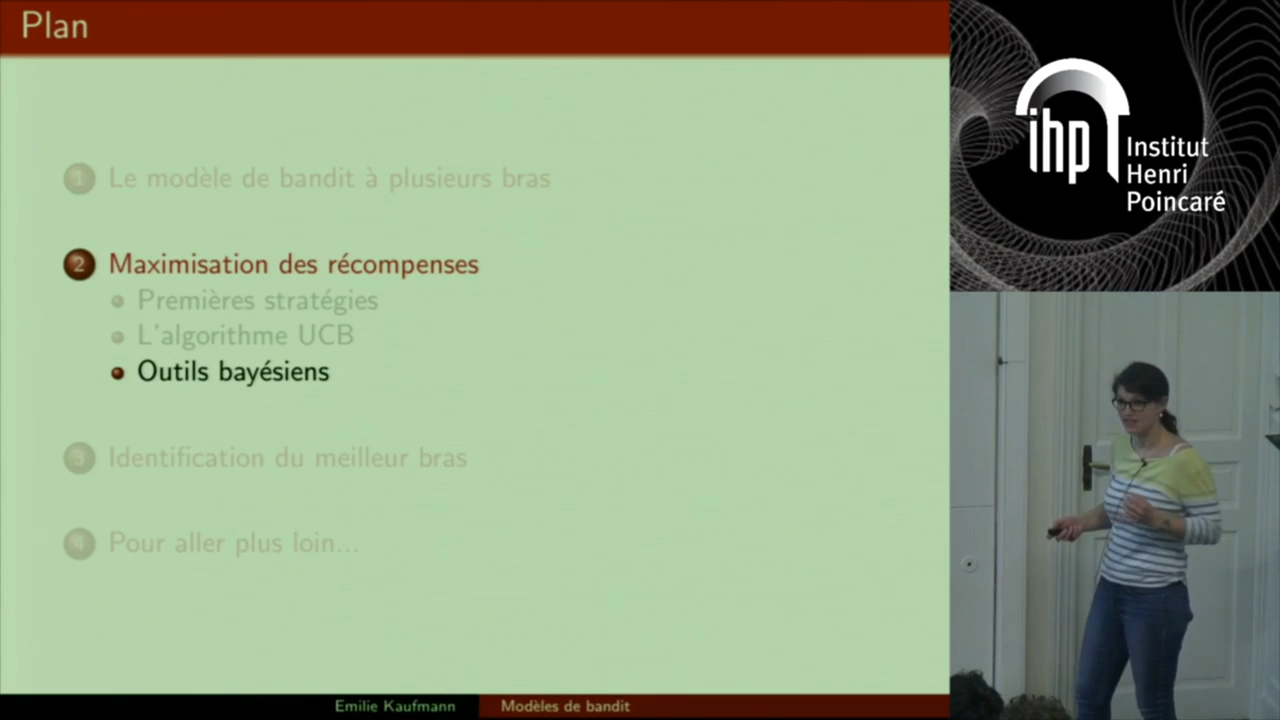 Plan
1 Le modèle de bandit à plusieurs bras
2 Maximisation des récompenses
Premières stratégies
L'algorithme UCB
Outils bayésiens
3 Identification du meilleur bras
4 Pour aller plus loin...
Emilie Kaufmann
Modèles de bandit
ihp
Institut
Henri
Poincaré